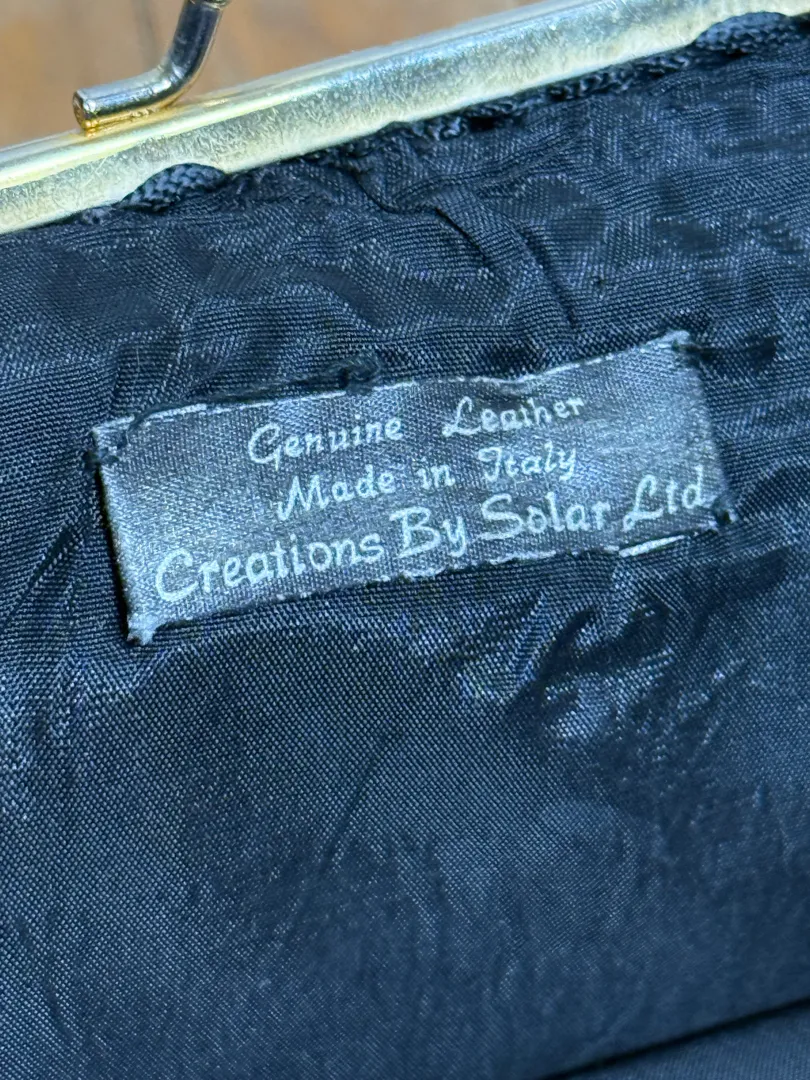 Genuine Leather
Made in Italy
Creations By Solar Ltd